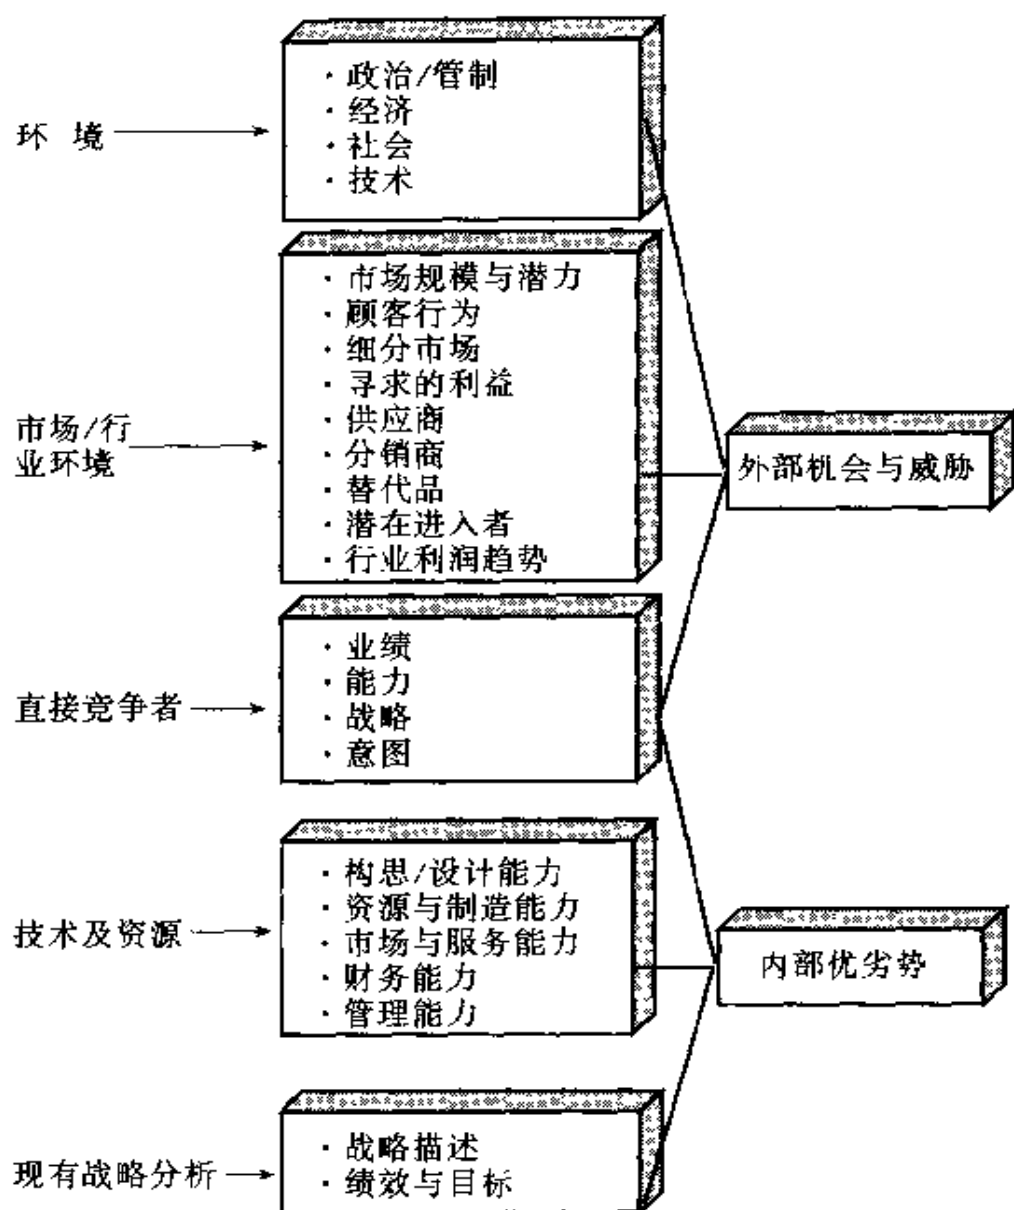 环 境
· 政治/管制
· 经济
· 社会
· 技术
市场/行
业环境
· 市场规模与潜力
· 顾客行为
· 细分市场
· 寻求的利益
· 供应商
· 分销商
· 替代品
· 潜在进入者
· 行业利润趋势
外部机会与威胁
直接竞争者
· 业绩
· 能力
· 战略
· 意图
技术及资源
· 构思/设计能力
· 资源与制造能力
· 市场与服务能力
· 财务能力
· 管理能力
内部优劣势
现有战略分析
· 战略描述
· 绩效与目标